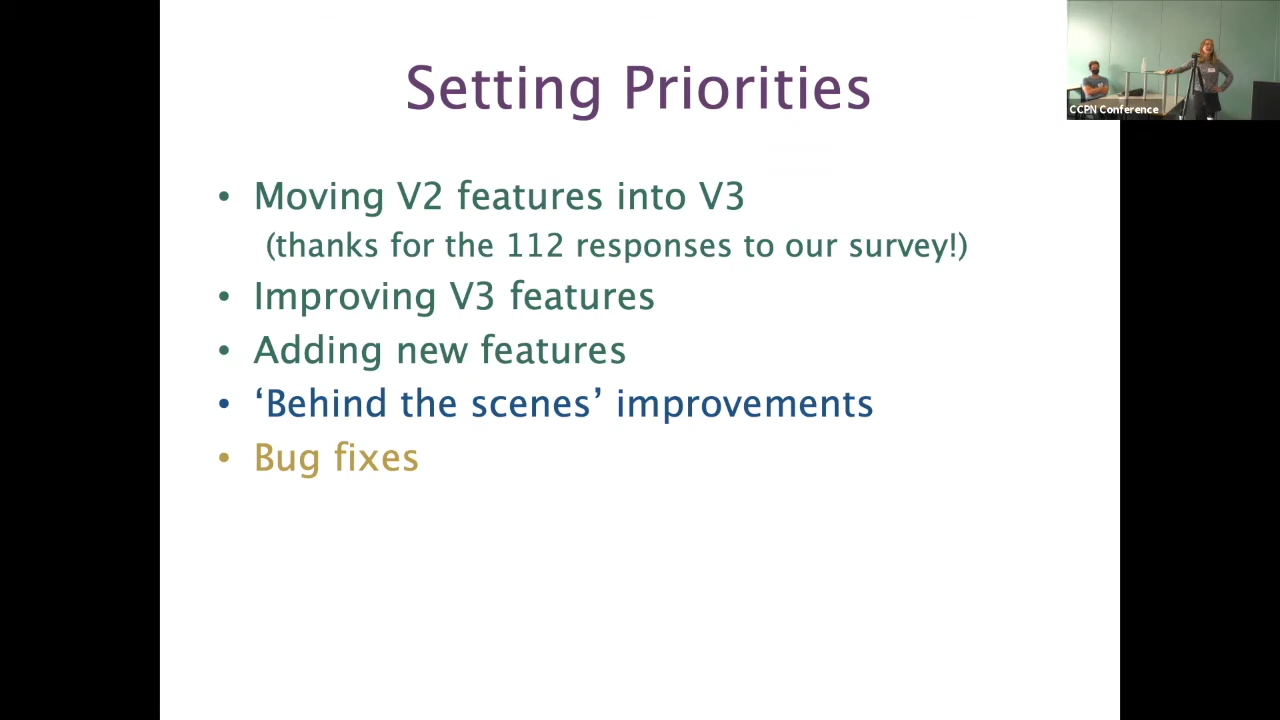 Setting Priorities
CCPN Conference
• Moving V2 features into V3
(thanks for the 112 responses to our survey!)
• Improving V3 features
• Adding new features
• ‘Behind the scenes’ improvements
• Bug fixes